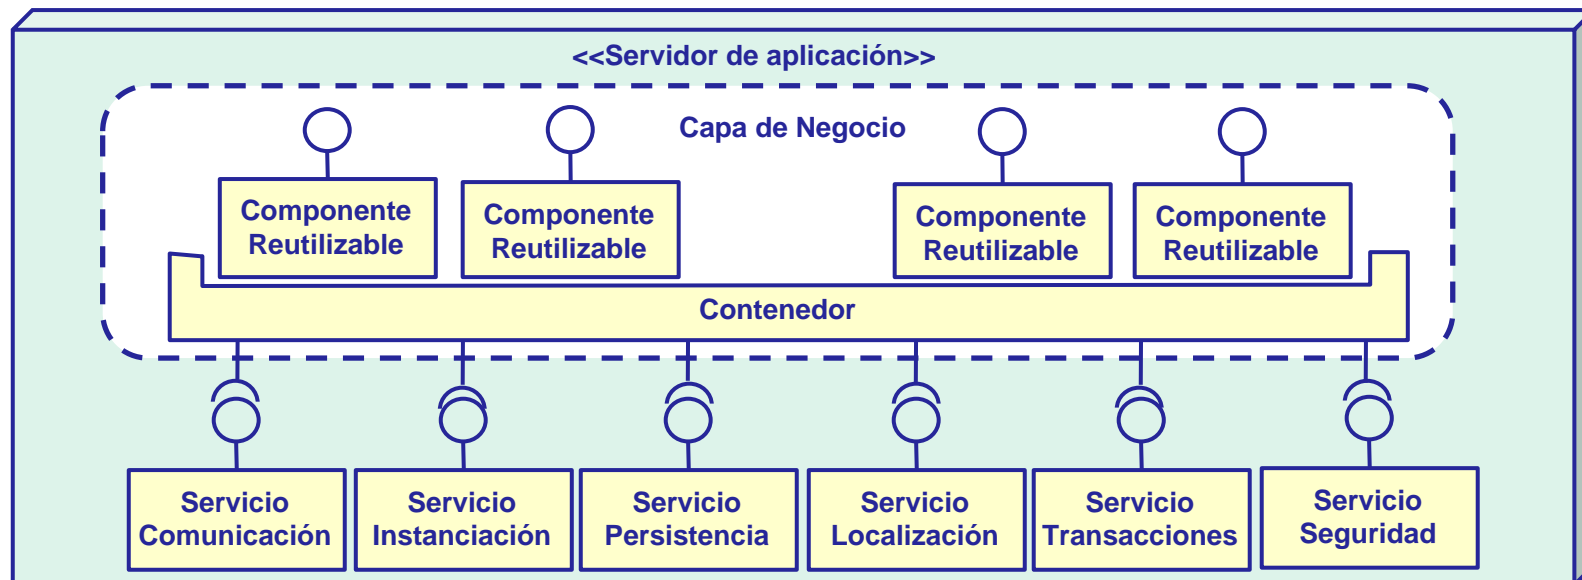 <<Servidor de aplicación>>
Capa de Negocio
Componente
Reutilizable
Componente
Reutilizable
Componente
Reutilizable
Componente
Reutilizable
Contenedor
Servicio
Comunicación
Servicio
Instanciación
Servicio
Persistencia
Servicio
Localización
Servicio
Transacciones
Servicio
Seguridad